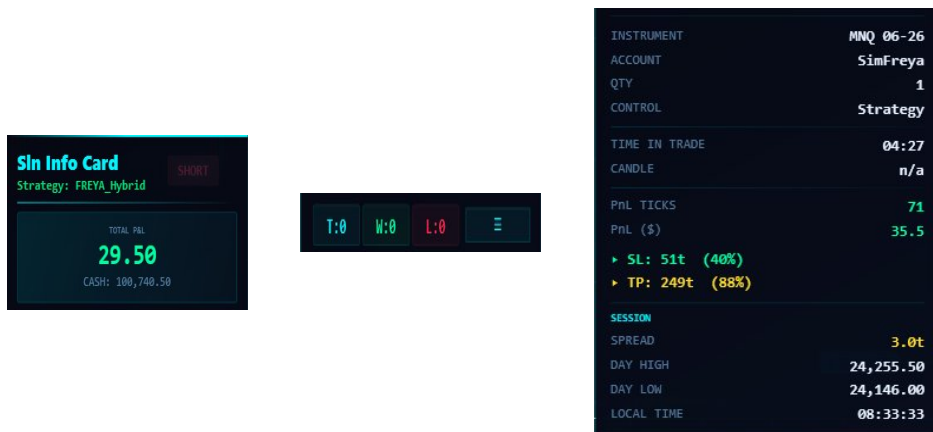 Sln Info Card
SHORT
Strategy: FREYA_Hybrid
TOTAL P&L
29.50
CASH: 100,740.50
T:0 W:0 L:0 Ξ
INSTRUMENT MNQ 06-26
ACCOUNT SimFreya
QTY 1
CONTROL Strategy
TIME IN TRADE 04:27
CANDLE n/a
PnL TICKS 71
PnL ($) 35.5
▸ SL: 51t (40%)
▸ TP: 249t (88%)
SESSION
SPREAD 3.0t
DAY HIGH 24,255.50
DAY LOW 24,146.00
LOCAL TIME 08:33:33